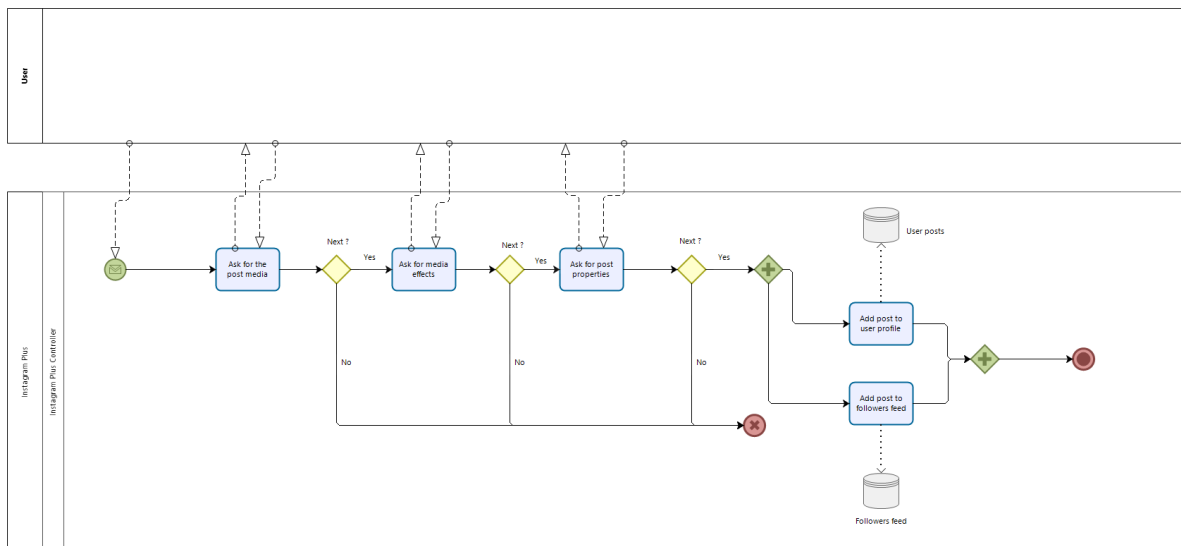 User
Instagram Plus
Instagram Plus Controller
Ask for the
post media
Next ?
Yes
No
Ask for media
effects
Next ?
Yes
No
Ask for post
properties
Next ?
Yes
No
User posts
Add post to
user profile
Add post to
followers feed
Followers feed